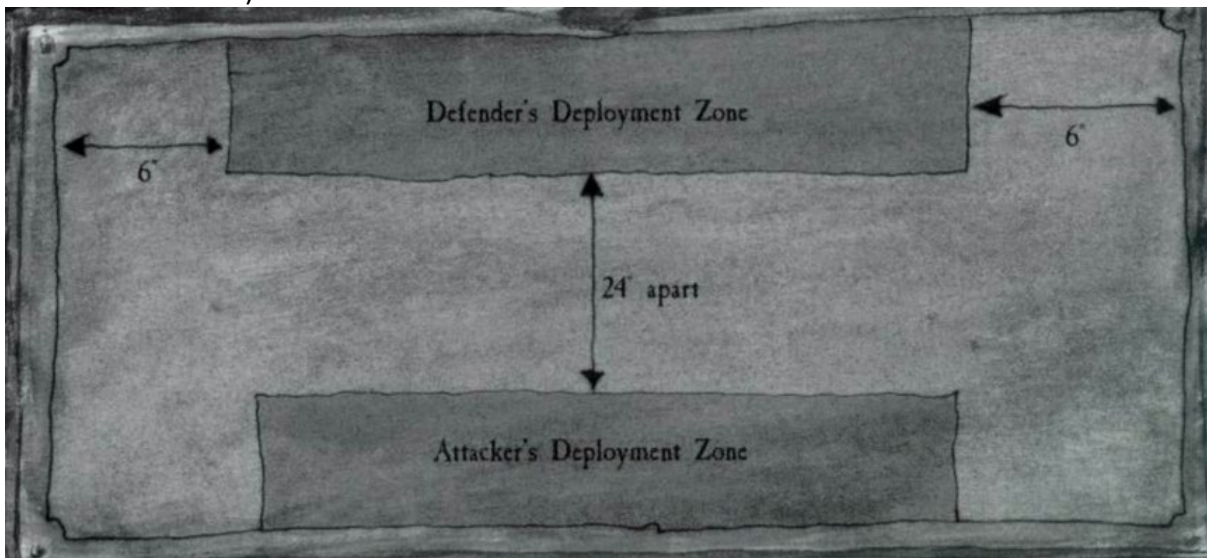 Defender's Deployment Zone
6"
6"
24" apart
Attacker's Deployment Zone